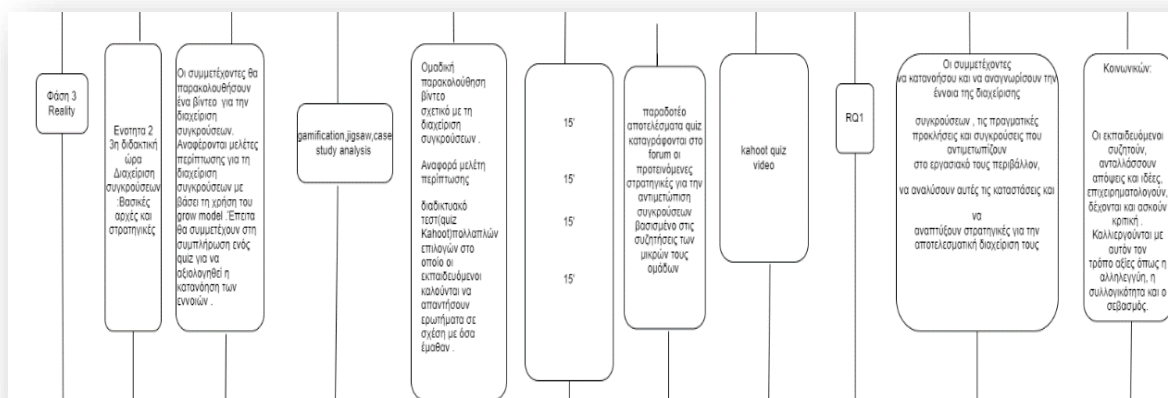 Φάση 3
Reality
Ενοτητα 2
3η διδακτική
ώρα
Διαχείριση
συγκρούσεων
:Βασικές
αρχές και
στρατηγικές
Οι συμμετέχοντες θα
παρακολουθήσουν
ένα βίντεο για την
διαχείριση
συγκρούσεων.
Αναφέρονται μελέτες
περίπτωσης για τη
διαχείριση
συγκρούσεων με
βάσει τη χρήση του
grow model .Έπειτα
θα συμμετέχουν στη
συμπλήρωση ενός
quiz για να
αξιολογηθεί η
κατανόηση των
εννοιών .
gamification,jigsaw,case
study analysis
Ομαδική
παρακολούθηση
βίντεο
σχετικό με τη
διαχείριση
συγκρούσεων .
Αναφορά μελέτη
περίπτωσης
διαδικτυακό
τεστ(quiz
Kahoot)πολλαπλών
επιλογών στο
οποίο οι
εκπαιδευόμενοι
καλούνται να
απαντήσουν
ερωτήματα σε
σχέση με όσα
έμαθαν .
15'
15'
15'
15'
παραδοτέο
αποτελέσματα quiz
καταγράφονται στο
forum οι
προτεινόμενες
στρατηγικές για την
αντιμετώπιση
συγκρούσεων
βασισμένο στις
συζητήσεις των
μικρών τους
ομάδων
kahoot quiz
video
RQ1
Οι συμμετέχοντες
να κατανοήσου και να αναγνωρίσουν την
έννοια της διαχείρισης
συγκρούσεων , τις πραγματικές
προκλήσεις και συγκρούσεις που
αντιμετωπίζουν
στο εργασιακό τους περιβάλλον,
να αναλύσουν αυτές τις καταστάσεις και
να
αναπτύξουν στρατηγικές για την
αποτελεσματική διαχείριση τους
Κοινωνικών:
Οι εκπαιδευόμενοι
συζητούν,
ανταλλάσσουν
απόψεις και ιδέες,
επιχειρηματολογούν,
δέχονται και ασκούν
κριτική .
Καλλιεργούνται με
αυτόν τον
τρόπο αξίες όπως η
αλληλεγγύη, η
συλλογικότητα και ο
σεβασμός.